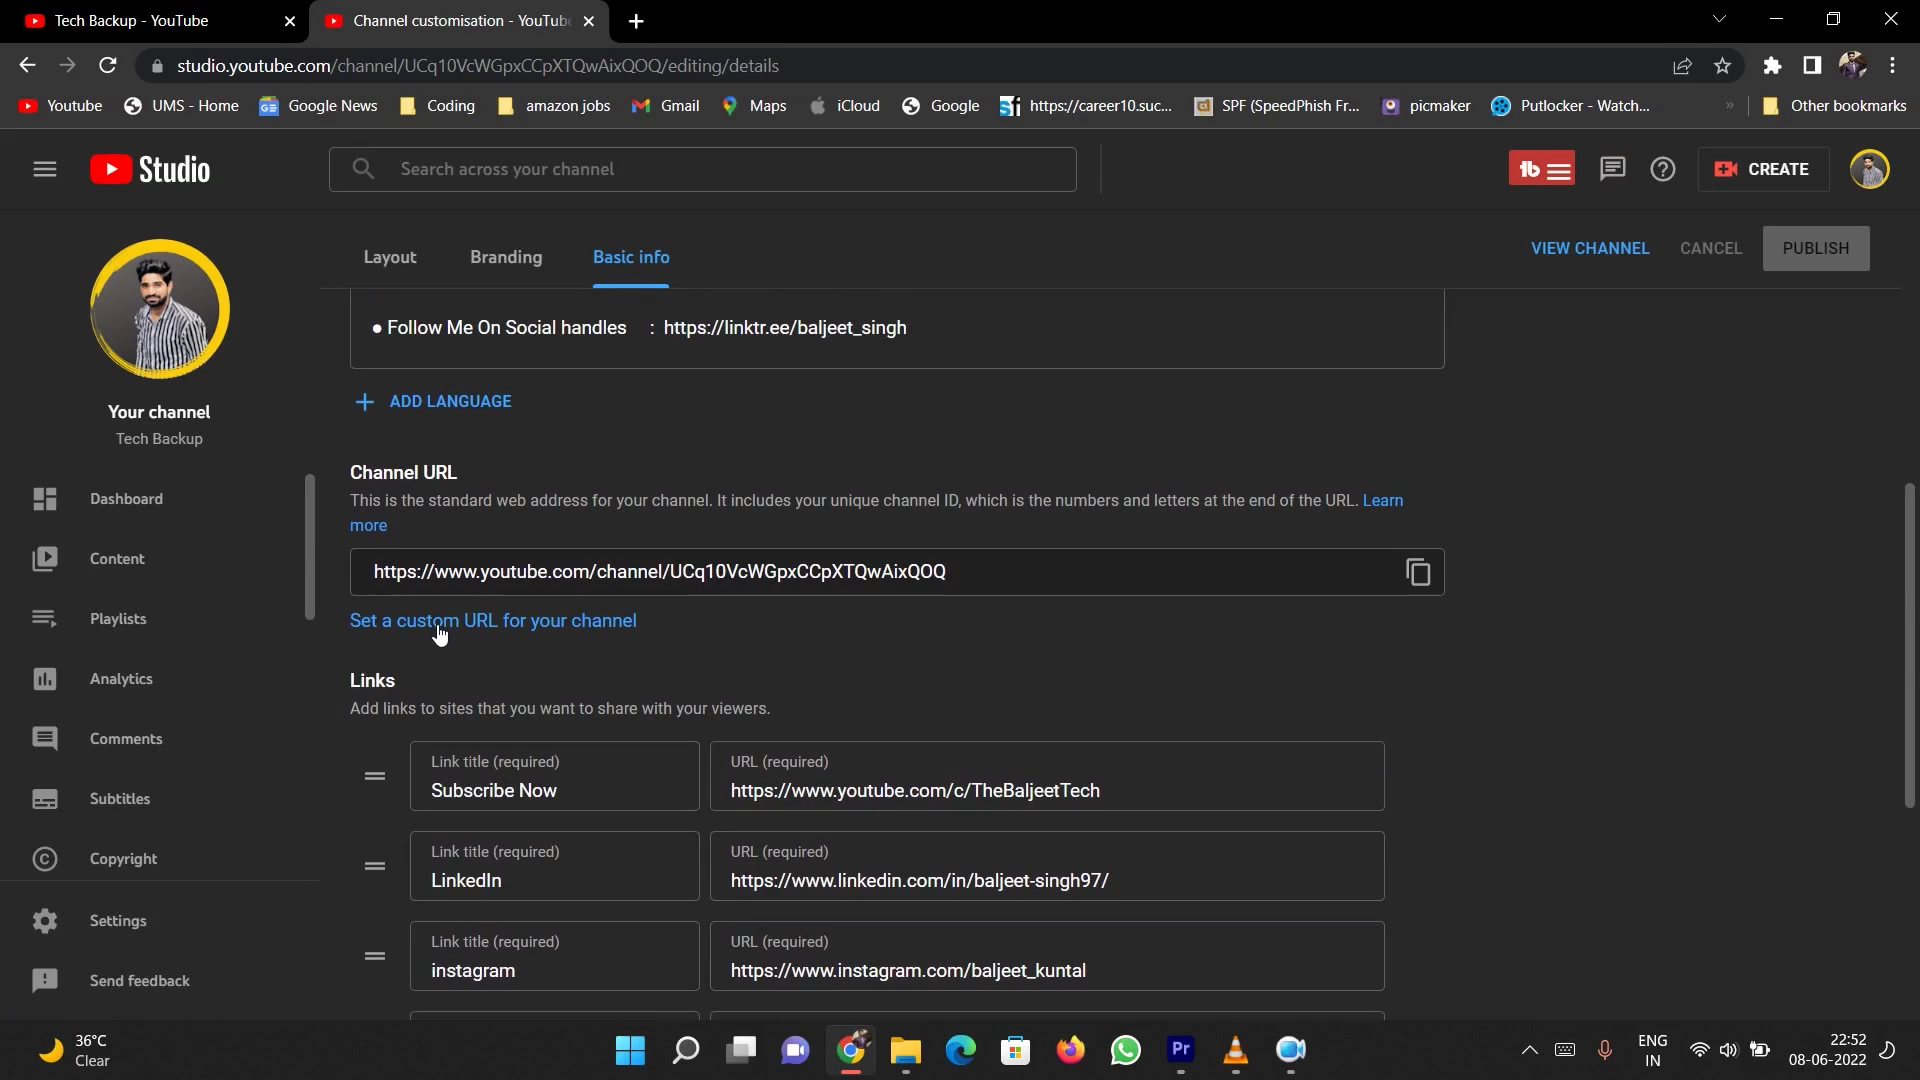 Tech Backup - YouTube
Channel customisation - YouTube
studio.youtube.com/channel/UCq10VcWGpxCCpXTQwAixQOQ/editing/details
Youtube
UMS - Home
Google News
Coding
amazon jobs
Gmail
Maps
iCloud
Google
https://career10.suc...
SPF (SpeedPhish Fr...
picmaker
Putlocker - Watch...
»
Other bookmarks
Studio
Search across your channel
CREATE
Layout
Branding
Basic info
VIEW CHANNEL
CANCEL
PUBLISH
● Follow Me On Social handles : https://linktr.ee/baljeet_singh
ADD LANGUAGE
Your channel
Tech Backup
Dashboard
Content
Playlists
Analytics
Comments
Subtitles
Copyright
Settings
Send feedback
Channel URL
This is the standard web address for your channel. It includes your unique channel ID, which is the numbers and letters at the end of the URL. Learn
more
https://www.youtube.com/channel/UCq10VcWGpxCCpXTQwAixQOQ
Set a custom URL for your channel
Links
Add links to sites that you want to share with your viewers.
Link title (required)
Subscribe Now
URL (required)
https://www.youtube.com/c/TheBaljeetTech
Link title (required)
LinkedIn
URL (required)
https://www.linkedin.com/in/baljeet-singh97/
Link title (required)
instagram
URL (required)
https://www.instagram.com/baljeet_kuntal
36°C
Clear
Pr
ENG
IN
22:52
08-06-2022